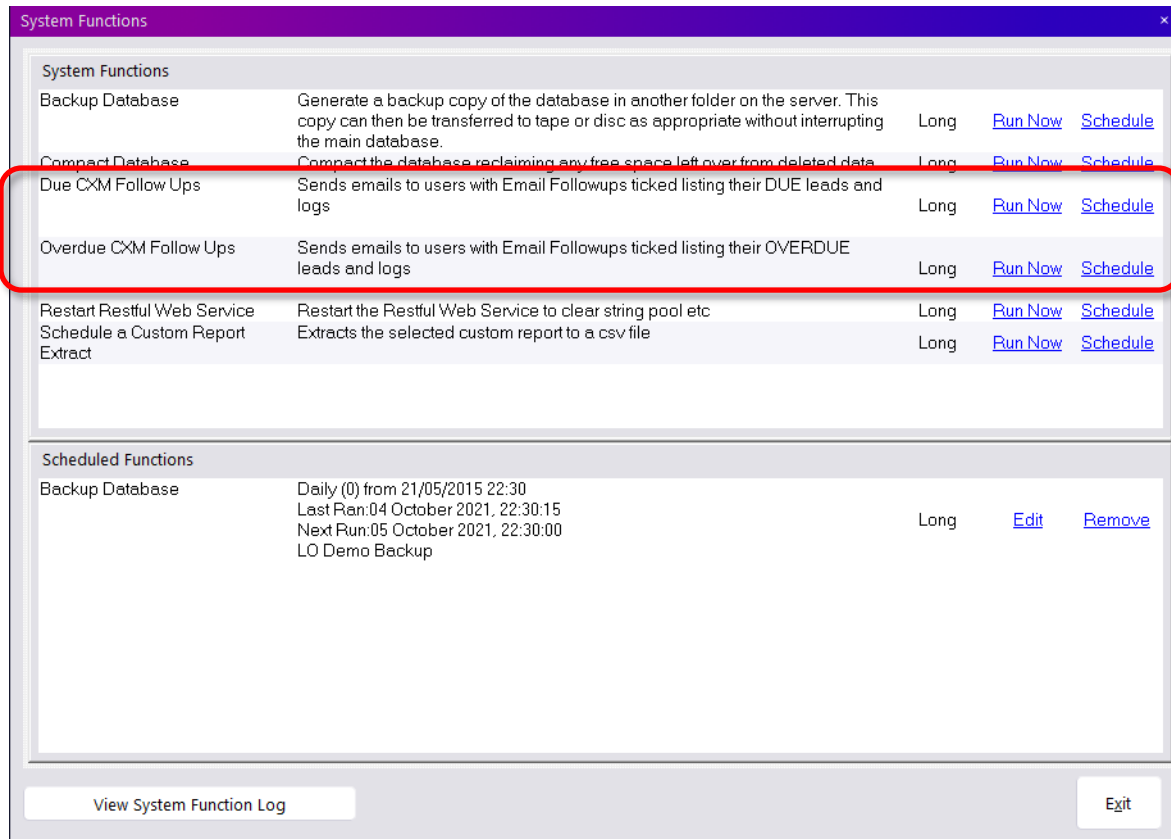 System Functions
×
System Functions
Backup Database Generate a backup copy of the database in another folder on the server. This
copy can then be transferred to tape or disc as appropriate without interrupting Long Run Now Schedule
the main database.
Compact Database Compact the database reclaiming any free space left over from deleted data Long Run Now Schedule
Due CXM Follow Ups Sends emails to users with Email Followups ticked listing their DUE leads and
logs Long Run Now Schedule
Overdue CXM Follow Ups Sends emails to users with Email Followups ticked listing their OVERDUE
leads and logs Long Run Now Schedule
Restart Restful Web Service Restart the Restful Web Service to clear string pool etc Long Run Now Schedule
Schedule a Custom Report Extracts the selected custom report to a csv file
Extract Long Run Now Schedule
Scheduled Functions
Backup Database Daily (0) from 21/05/2015 22:30
Last Ran:04 October 2021, 22:30:15
Next Run:05 October 2021, 22:30:00 Long Edit Remove
LO Demo Backup
View System Function Log Exit